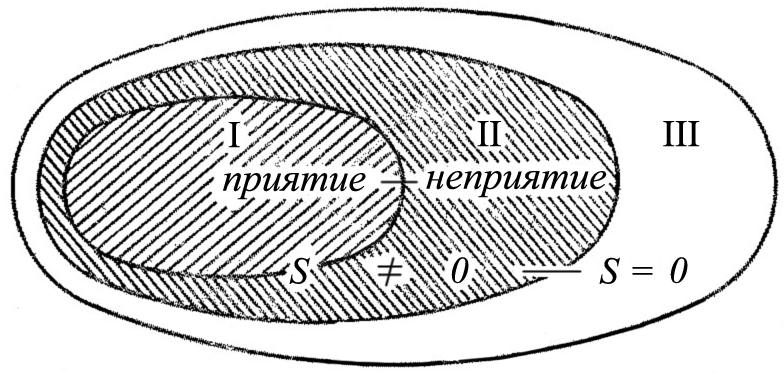 I II III
приятие — неприятие
S ≠ 0 — S = 0